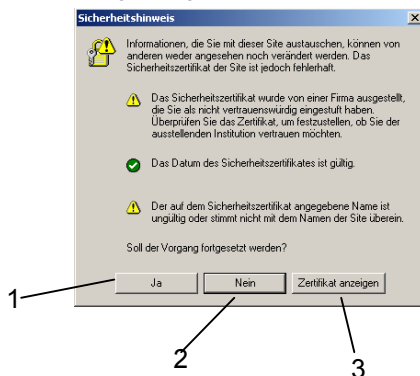 Sicherheitshinweis
Informationen, die Sie mit dieser Site austauschen, können von
anderen weder angesehen noch verändert werden. Das
Sicherheitszertifikat der Site ist jedoch fehlerhaft.
Das Sicherheitszertifikat wurde von einer Firma ausgestellt,
die Sie als nicht vertrauenswürdig eingestuft haben.
Überprüfen Sie das Zertifikat, um festzustellen, ob Sie der
ausstellenden Institution vertrauen möchten.
Das Datum des Sicherheitszertifikates ist gültig.
Der auf dem Sicherheitszertifikat angegebene Name ist
ungültig oder stimmt nicht mit dem Namen der Site überein.
Soll der Vorgang fortgesetzt werden?
Ja Nein Zertifikat anzeigen
1
2
3